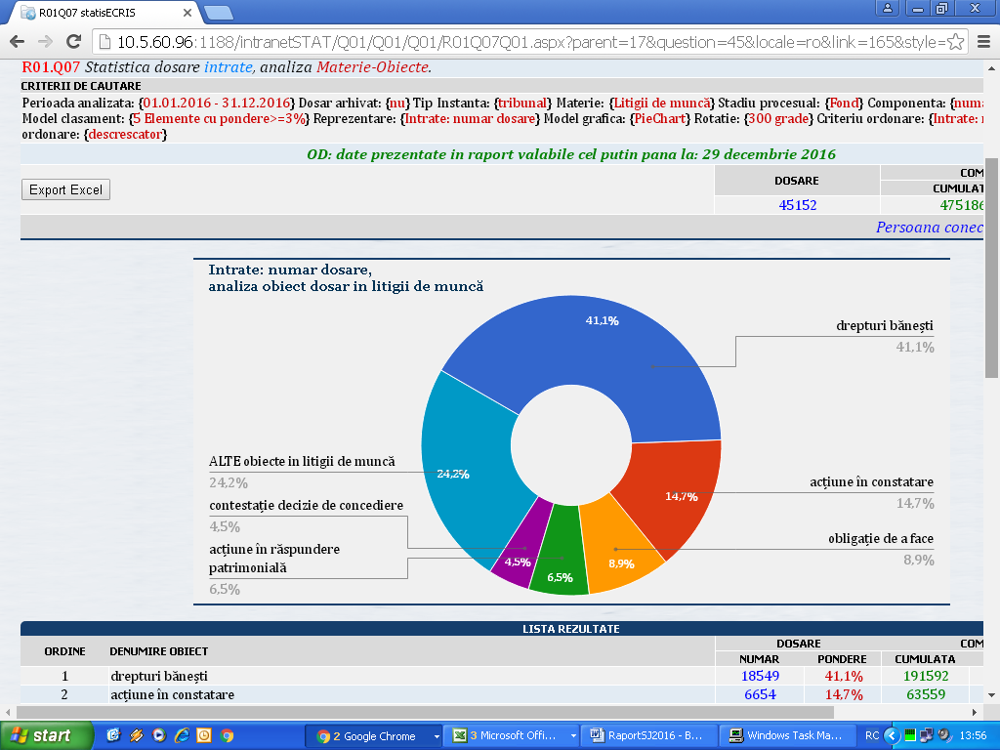 R01Q07 statisECRIS
10.5.60.96:1188/intranetSTAT/Q01/Q01/Q01/R01Q07Q01.aspx?parent=17&question=45&locale=ro&link=165&style=
R01.Q07 Statistica dosare intrate, analiza Materie-Obiecte.
CRITERII DE CAUTARE
Perioada analizata: {01.01.2016 - 31.12.2016} Dosar arhivat: {nu} Tip Instanta: {tribunal} Materie: {Litigii de muncă} Stadiu procesual: {Fond} Componenta: {numa
Model clasament: {5 Elemente cu pondere>=3%} Reprezentare: {Intrate: numar dosare} Model grafica: {PieChart} Rotatie: {300 grade} Criteriu ordonare: {Intrate: n
ordonare: {descrescator}
OD: date prezentate in raport valabile cel putin pana la: 29 decembrie 2016
Export Excel
DOSARE
COM
CUMULAT
45152
475186
Persoana conec
Intrate: numar dosare,
analiza obiect dosar in litigii de muncă
41,1%
drepturi bănești
41,1%
ALTE obiecte in litigii de muncă
24,2%
24,2%
acțiune în constatare
14,7%
14,7%
contestație decizie de concediere
4,5%
4,5%
obligație de a face
8,9%
8,9%
acțiune în răspundere
patrimonială
6,5%
6,5%
LISTA REZULTATE
ORDINE DENUMIRE OBIECT DOSARE COM
NUMAR PONDERE CUMULATA
1 drepturi bănești 18549 41,1% 191592
2 acțiune în constatare 6654 14,7% 63559
start
2 Google Chrome
3 Microsoft Offi...
RaportSJ2016 - B...
Windows Task Ma...
RO
13:56